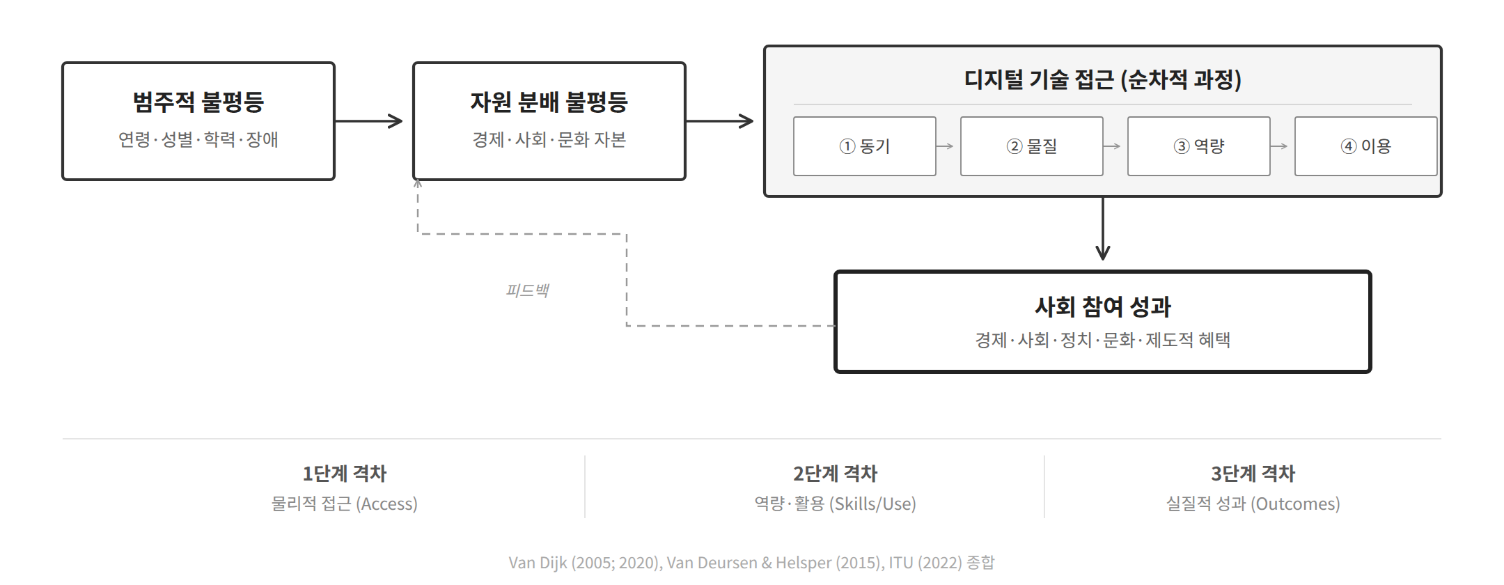 범주적 불평등
연령·성별·학력·장애
자원 분배 불평등
경제·사회·문화 자본
디지털 기술 접근 (순차적 과정)
① 동기
② 물질
③ 역량
④ 이용
피드백
사회 참여 성과
경제·사회·정치·문화·제도적 혜택
1단계 격차
물리적 접근 (Access)
2단계 격차
역량·활용 (Skills/Use)
3단계 격차
실질적 성과 (Outcomes)
Van Dijk (2005; 2020), Van Deursen & Helsper (2015), ITU (2022) 종합